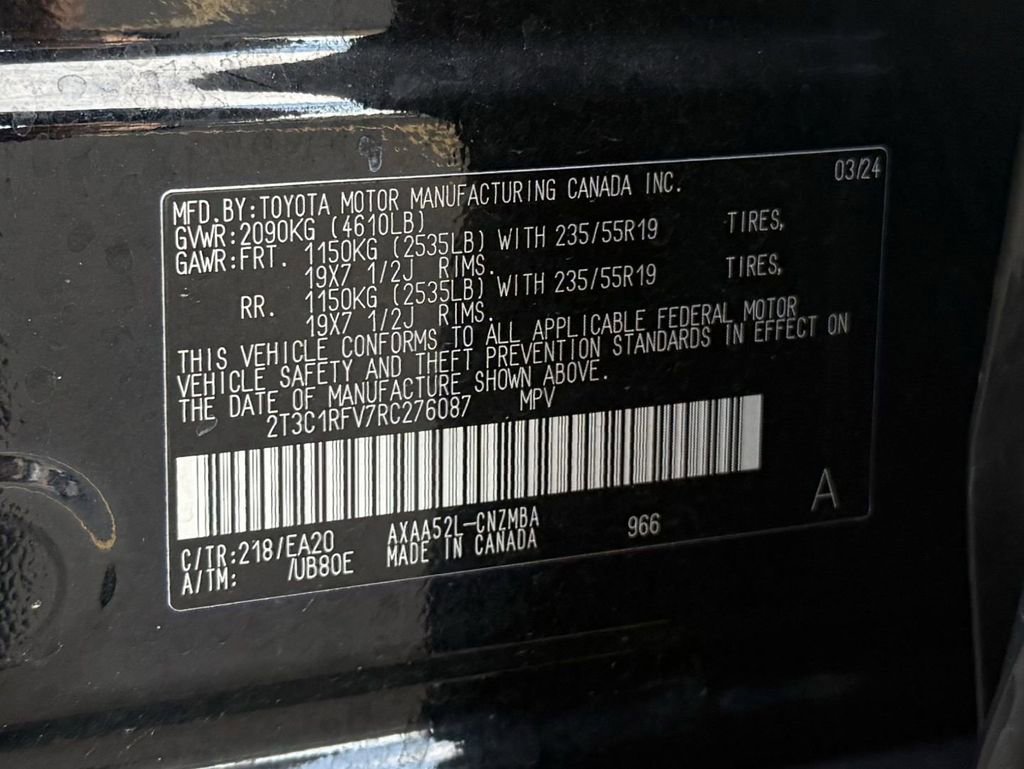 03/24
MFD.BY:TOYOTA MOTOR MANUFACTURING CANADA INC.
GVWR:2090KG (4610LB)
GAWR:FRT. 1150KG (2535LB) WITH 235/55R19 TIRES,
19X7 1/2J RIMS.
RR. 1150KG (2535LB) WITH 235/55R19 TIRES,
19X7 1/2J RIMS.
THIS VEHICLE CONFORMS TO ALL APPLICABLE FEDERAL MOTOR
VEHICLE SAFETY AND THEFT PREVENTION STANDARDS IN EFFECT ON
THE DATE OF MANUFACTURE SHOWN ABOVE.
2T3C1RFV7RC276087 MPV
A
C/TR:218/EA20 AXAA52L-CNZMBA 966
A/TM: /UB80E MADE IN CANADA